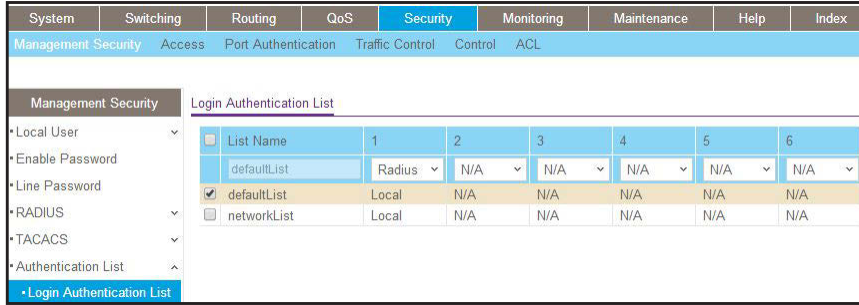 System Switching Routing QoS Security Monitoring Maintenance Help Index
Management Security Access Port Authentication Traffic Control Control ACL
Management Security
Local User
Enable Password
Line Password
RADIUS
TACACS
Authentication List
Login Authentication List
Login Authentication List
List Name 1 2 3 4 5 6
defaultList Radius N/A N/A N/A N/A N/A
defaultList Local N/A N/A N/A N/A N/A
networkList Local N/A N/A N/A N/A N/A